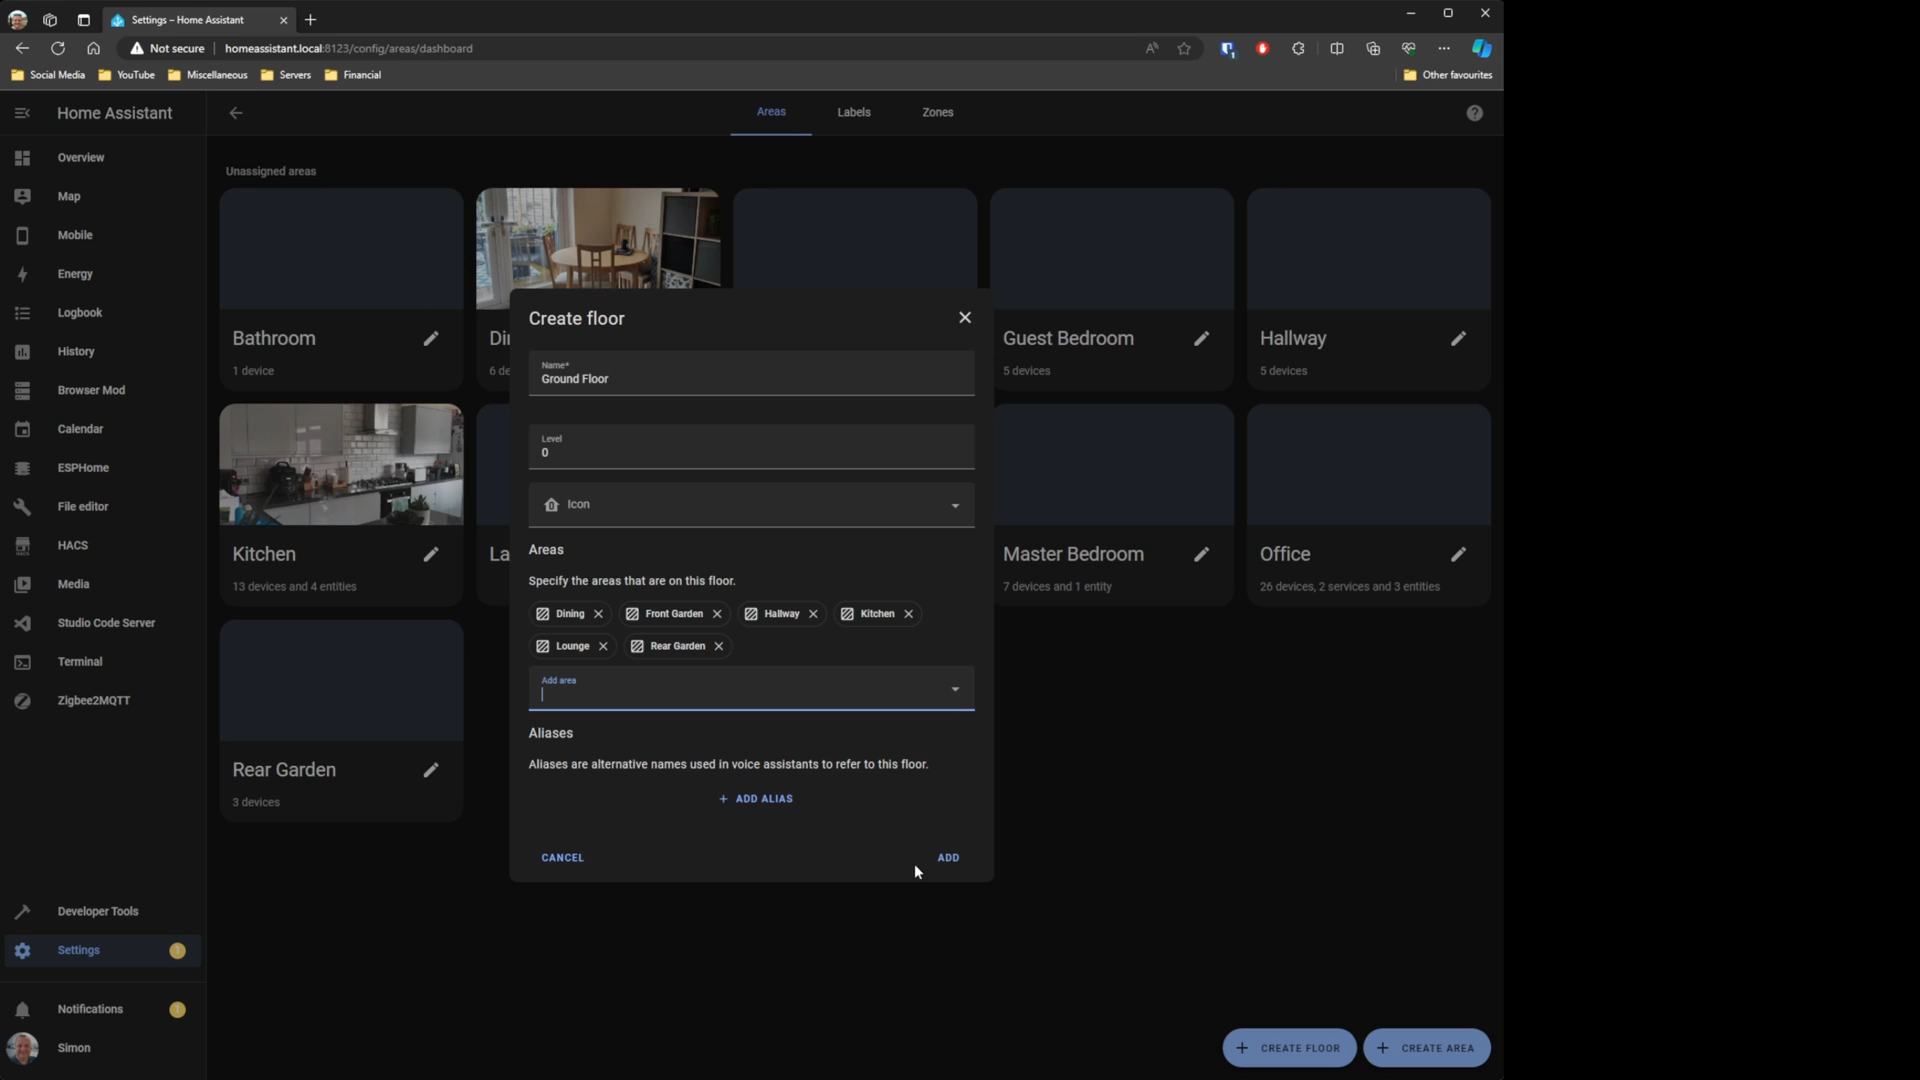 Settings – Home Assistant
Not secure
homeassistant.local:8123/config/areas/dashboard
Social Media
YouTube
Miscellaneous
Servers
Financial
Other favourites
Home Assistant
Areas
Labels
Zones
Overview
Map
Mobile
Energy
Logbook
History
Browser Mod
Calendar
ESPHome
File editor
HACS
Media
Studio Code Server
Terminal
Zigbee2MQTT
Developer Tools
Settings
1
Notifications
1
Simon
Unassigned areas
Bathroom
1 device
Di
6 de
Guest Bedroom
5 devices
Hallway
5 devices
Kitchen
13 devices and 4 entities
La
Master Bedroom
7 devices and 1 entity
Office
26 devices, 2 services and 3 entities
Rear Garden
3 devices
Create floor
Name*
Ground Floor
Level
0
Icon
Areas
Specify the areas that are on this floor.
Dining
Front Garden
Hallway
Kitchen
Lounge
Rear Garden
Add area
Aliases
Aliases are alternative names used in voice assistants to refer to this floor.
+ ADD ALIAS
CANCEL
ADD
+ CREATE FLOOR
+ CREATE AREA